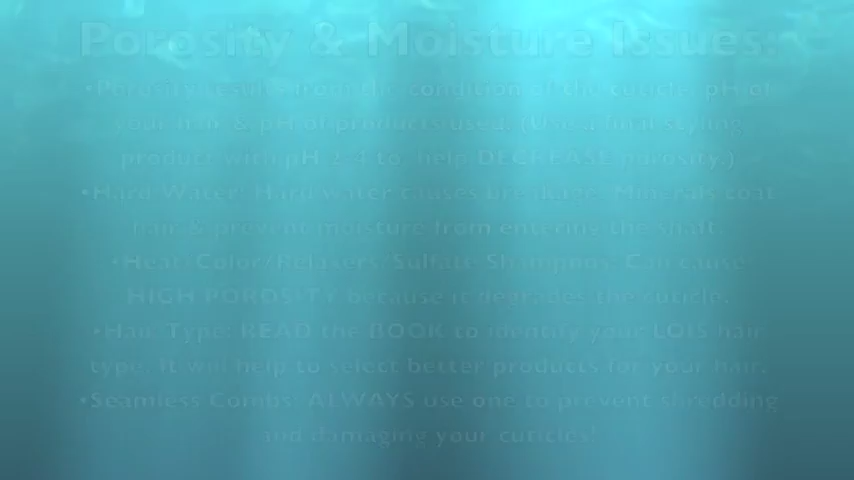 Porosity & Moisture Issues:
•Porosity results from the condition of the cuticle, pH of
your hair & pH of products used. (Use a final styling
product with pH 2-4 to help DECREASE porosity.)
•Hard Water: Hard water causes breakage. Minerals coat
hair & prevent moisture from entering the shaft.
•Heat/Color/Relaxers/Sulfate Shampoos: Can cause
HIGH POROSITY because it degrades the cuticle.
•Hair Type: READ the BOOK to identify your LOIS hair
type. It will help to select better products for your hair.
•Seamless Combs: ALWAYS use one to prevent shredding
and damaging your cuticles!